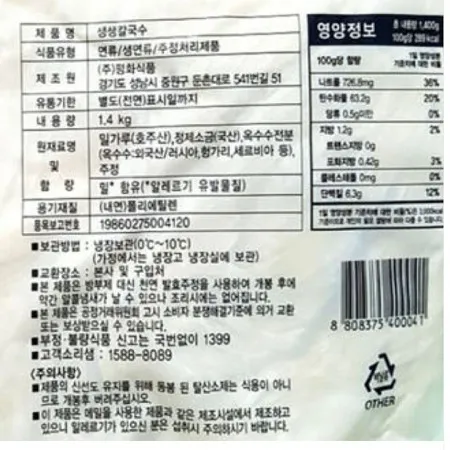 제 품 명 생생칼국수
식품유형 면류/생면류/주정처리제품
제 조 원 (주)정화식품
경기도 성남시 중원구 둔촌대로 541번길 51
유통기한 별도(전면)표시일까지
내 용 량 1.4 kg
원재료명 및 함 량 밀가루(호주산),정제소금(국산),옥수수전분
(옥수수:외국산/러시아,헝가리,세르비아 등),
주정
밀* 함유(*알레르기 유발물질)
용기재질 (내면)폴리에틸렌
품목보고번호 19860275004120
■보관방법 : 냉장보관(0℃~10℃)
(가정에서는 냉장고 냉장실에 보관)
■교환장소 : 본사 및 구입처
■본 제품은 방부제 대신 천연 발효주정을 사용하여 개봉 후에
약간 알콜냄새가 날 수 있으나 조리시에는 없어집니다.
■본 제품은 공정거래위원회 고시 소비자 분쟁해결기준에 의거 교환
또는 보상받으실 수 있습니다.
■부정·불량식품 신고는 국번없이 1399
■고객소리샘 : 1588-8089
〈주의사항〉
■제품의 신선도 유지를 위해 동봉 된 탈산소제는 식용이 아니
므로 개봉후 버려주십시오.
■이 제품은 메밀을 사용한 제품과 같은 제조시설에서 제조하고
있으니 알레르기가 있으신 분은 섭취시 주의하시기 바랍니다.
영양정보 총 내용량 1,400g
100g당 289kcal
100g당 함량 1일 영양성분 기준치에 대한 비율
나트륨 726.8mg 36%
탄수화물 63.2g 20%
당류 0.5g미만 0%
지방 1.2g 2%
트랜스지방 0g
포화지방 0.42g 3%
콜레스테롤 0mg 0%
단백질 6.3g 12%
8 808375 400041
비닐류
OTHER